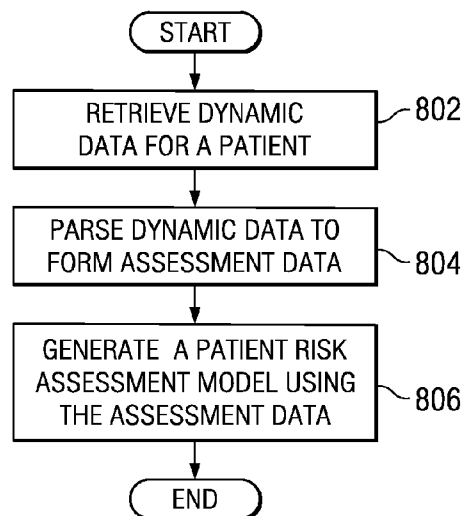 START
RETRIEVE DYNAMIC
DATA FOR A PATIENT
802
PARSE DYNAMIC DATA TO
FORM ASSESSMENT DATA
804
GENERATE A PATIENT RISK
ASSESSMENT MODEL USING
THE ASSESSMENT DATA
806
END